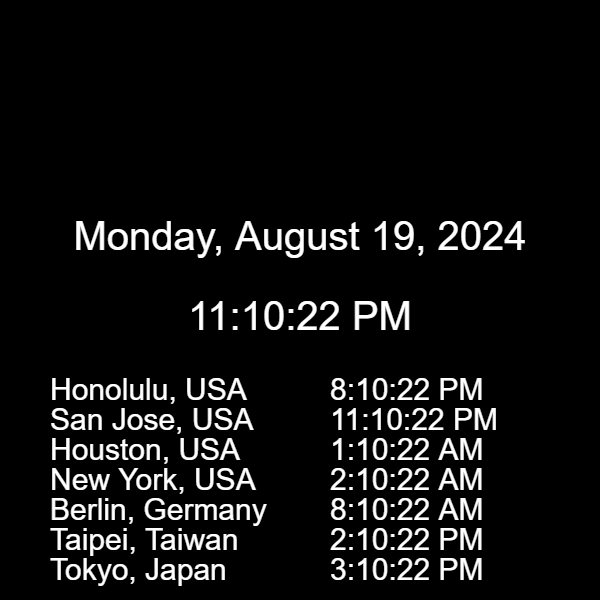 Monday, August 19, 2024
11:10:22 PM
Honolulu, USA 8:10:22 PM
San Jose, USA 11:10:22 PM
Houston, USA 1:10:22 AM
New York, USA 2:10:22 AM
Berlin, Germany 8:10:22 AM
Taipei, Taiwan 2:10:22 PM
Tokyo, Japan 3:10:22 PM